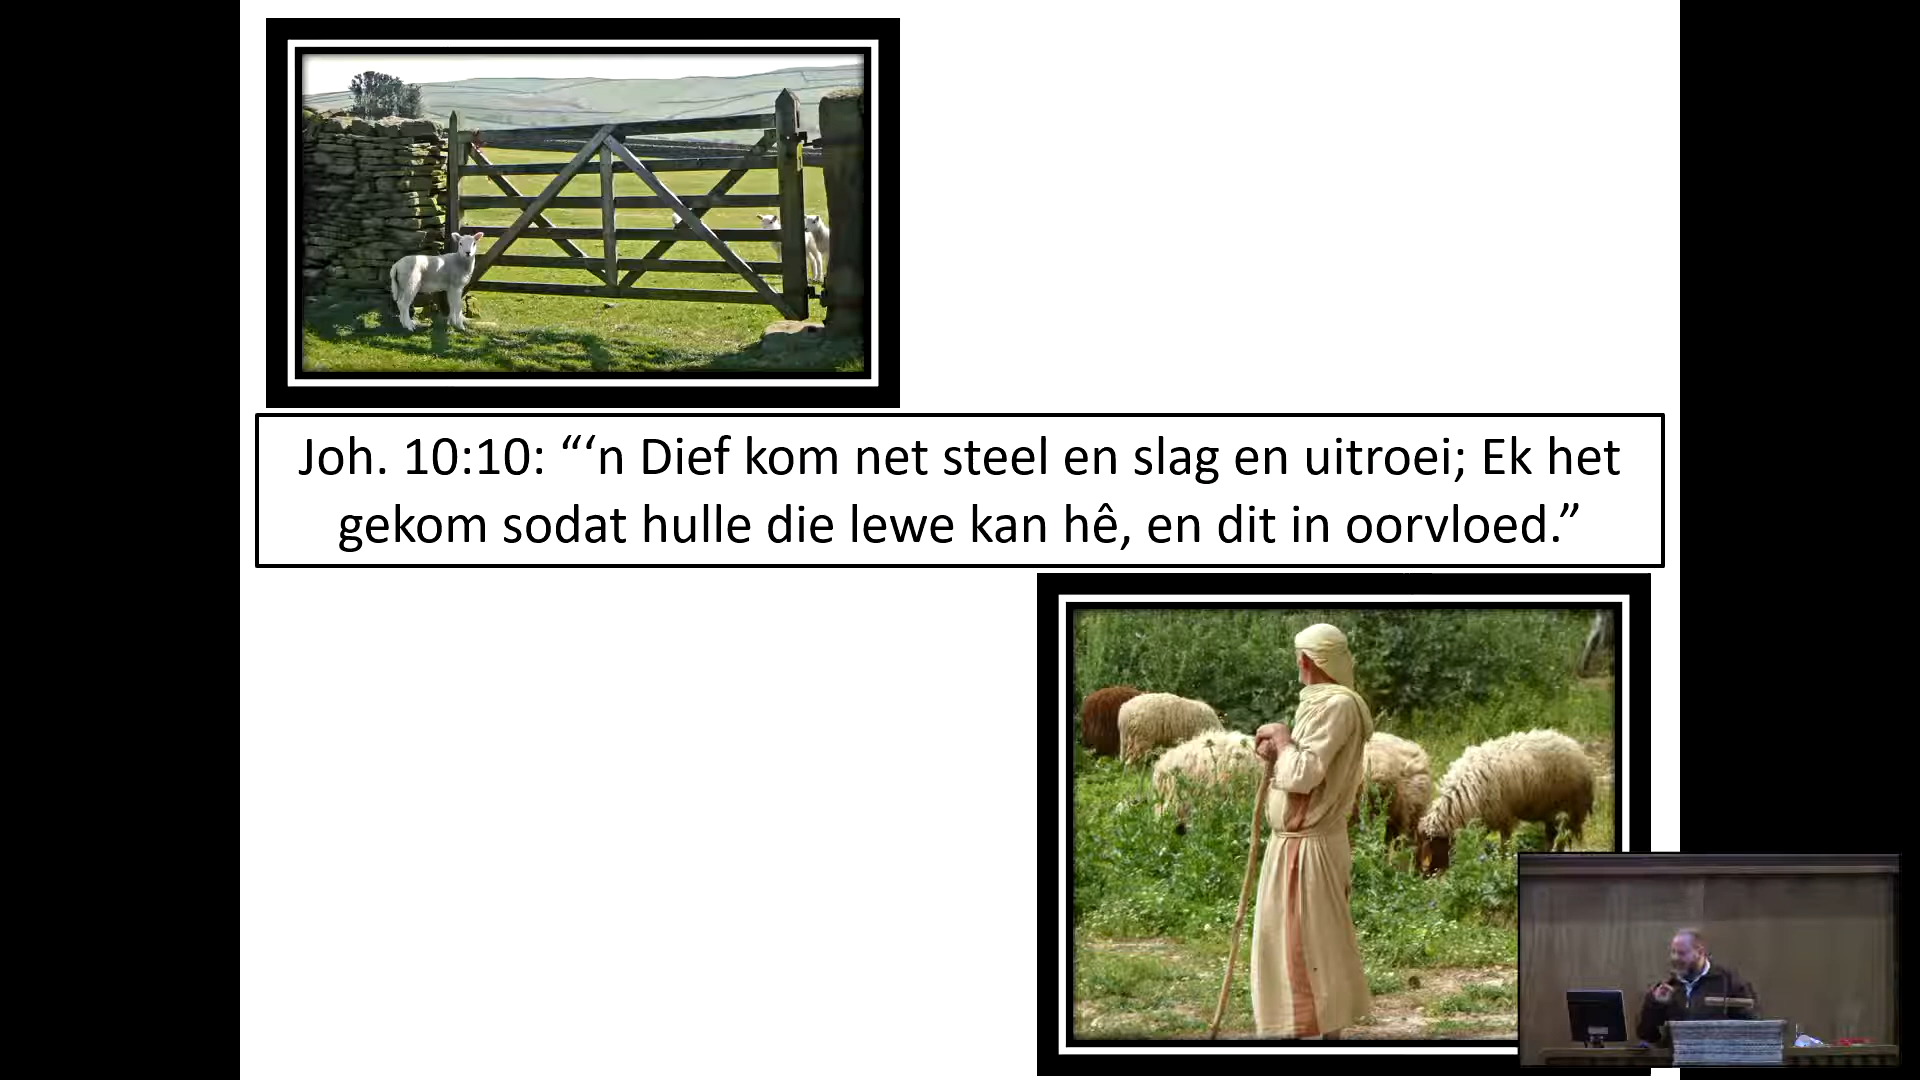 Joh. 10:10: “‘n Dief kom net steel en slag en uitroei; Ek het
gekom sodat hulle die lewe kan hê, en dit in oorvloed.”